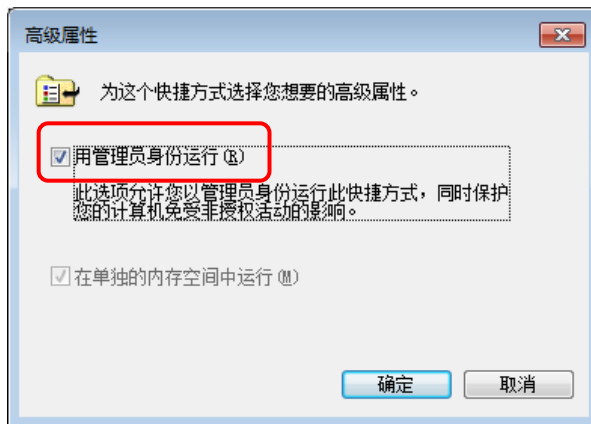 高级属性
为这个快捷方式选择您想要的高级属性。
用管理员身份运行(R)
此选项允许您以管理员身份运行此快捷方式，同时保护
您的计算机免受非授权活动的影响。
在单独的内存空间中运行(M)
确定
取消